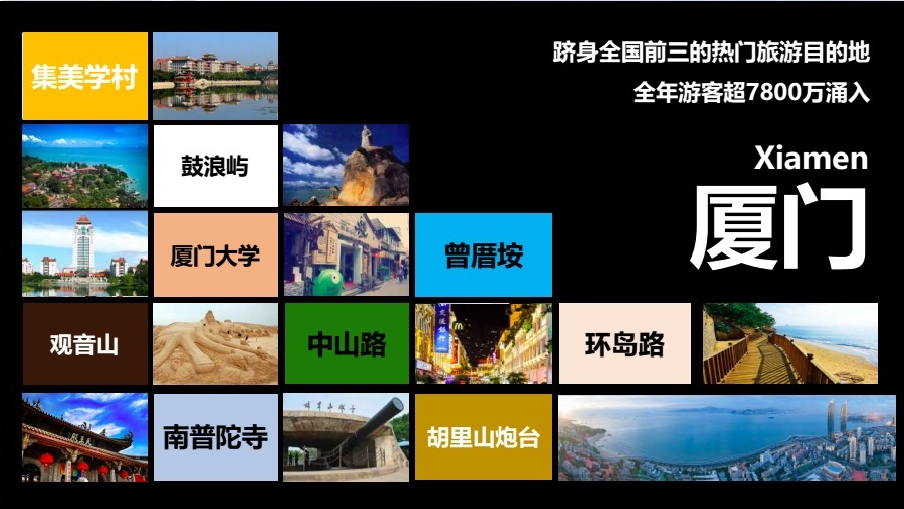 跻身全国前三的热门旅游目的地
全年游客超7800万涌入
Xiamen
厦门
集美学村
鼓浪屿
厦门大学
曾厝垵
观音山
中山路
环岛路
南普陀寺
胡里山炮台